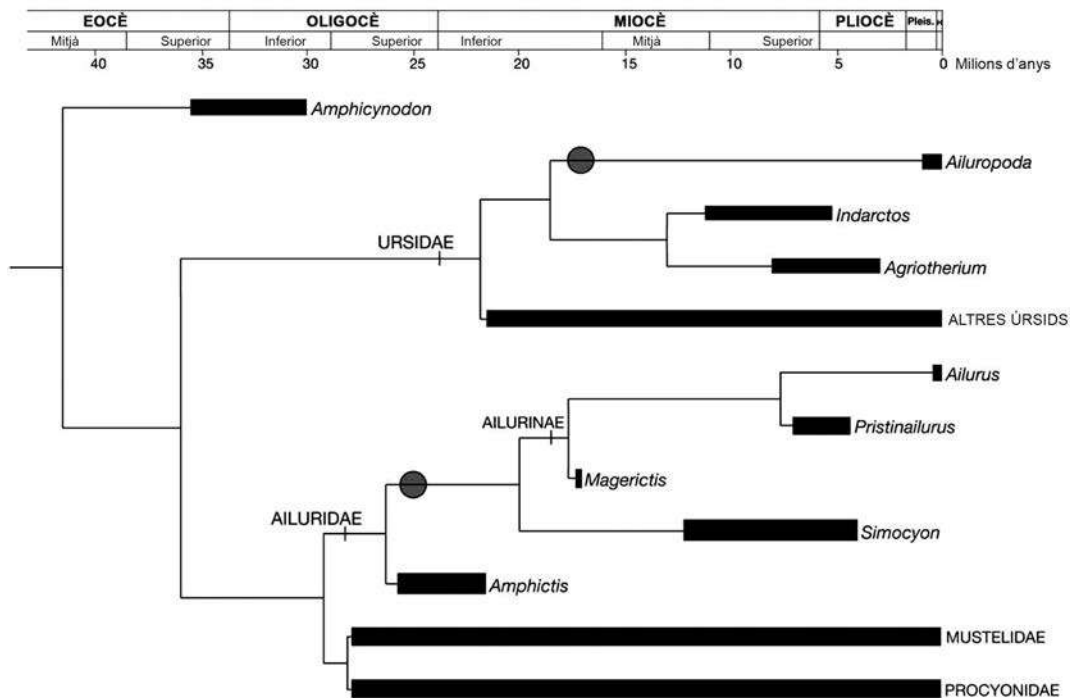 EOCÈ OLIGOCÈ MIOCÈ PLIOCÈ Pleis. H
Mitjà Superior Inferior Superior Inferior Mitjà Superior
40 35 30 25 20 15 10 5 0 Milions d'anys
Amphicynodon
Ailuropoda
Indarctos
URSIDAE
Agriotherium
ALTRES ÚRSIDS
Ailurus
AILURINAE
Pristinailurus
Magerictis
AILURIDAE
Simocyon
Amphictis
MUSTELIDAE
PROCYONIDAE